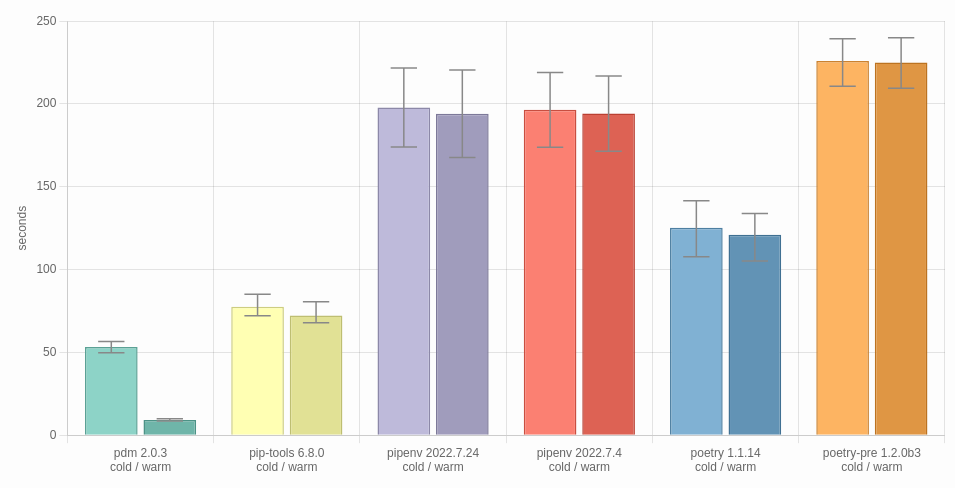 250
200
150
100
50
0
seconds
pdm 2.0.3
cold / warm
pip-tools 6.8.0
cold / warm
pipenv 2022.7.24
cold / warm
pipenv 2022.7.4
cold / warm
poetry 1.1.14
cold / warm
poetry-pre 1.2.0b3
cold / warm